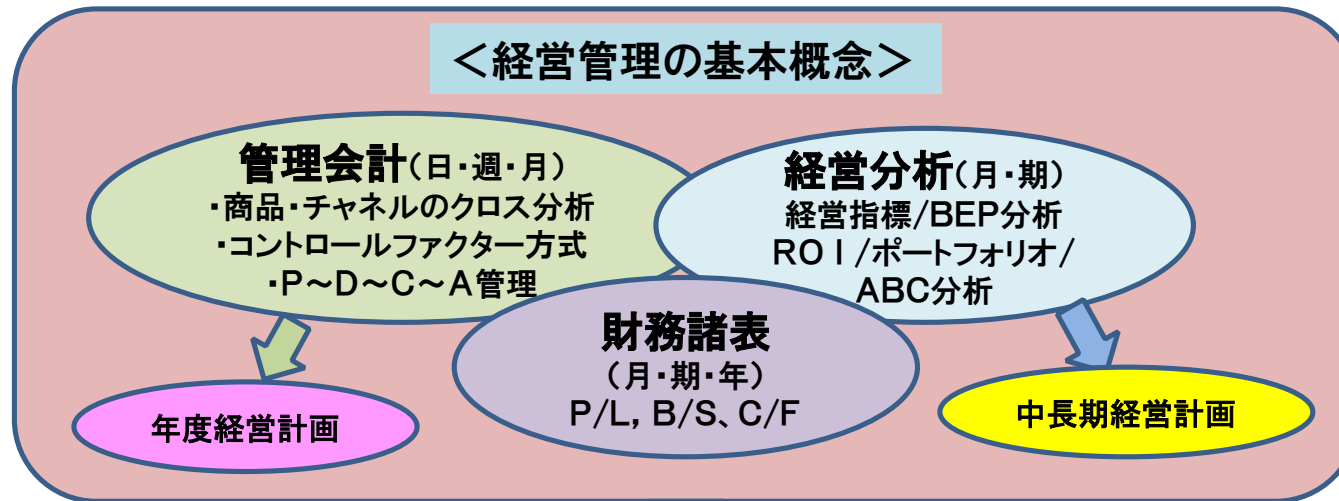 ＜経営管理の基本概念＞
管理会計（日・週・月）
・商品・チャネルのクロス分析
・コントロールファクター方式
・P～D～C～A管理
経営分析（月・期）
経営指標/BEP分析
ROI/ポートフォリオ/
ABC分析
財務諸表
（月・期・年）
P/L, B/S、C/F
年度経営計画
中長期経営計画